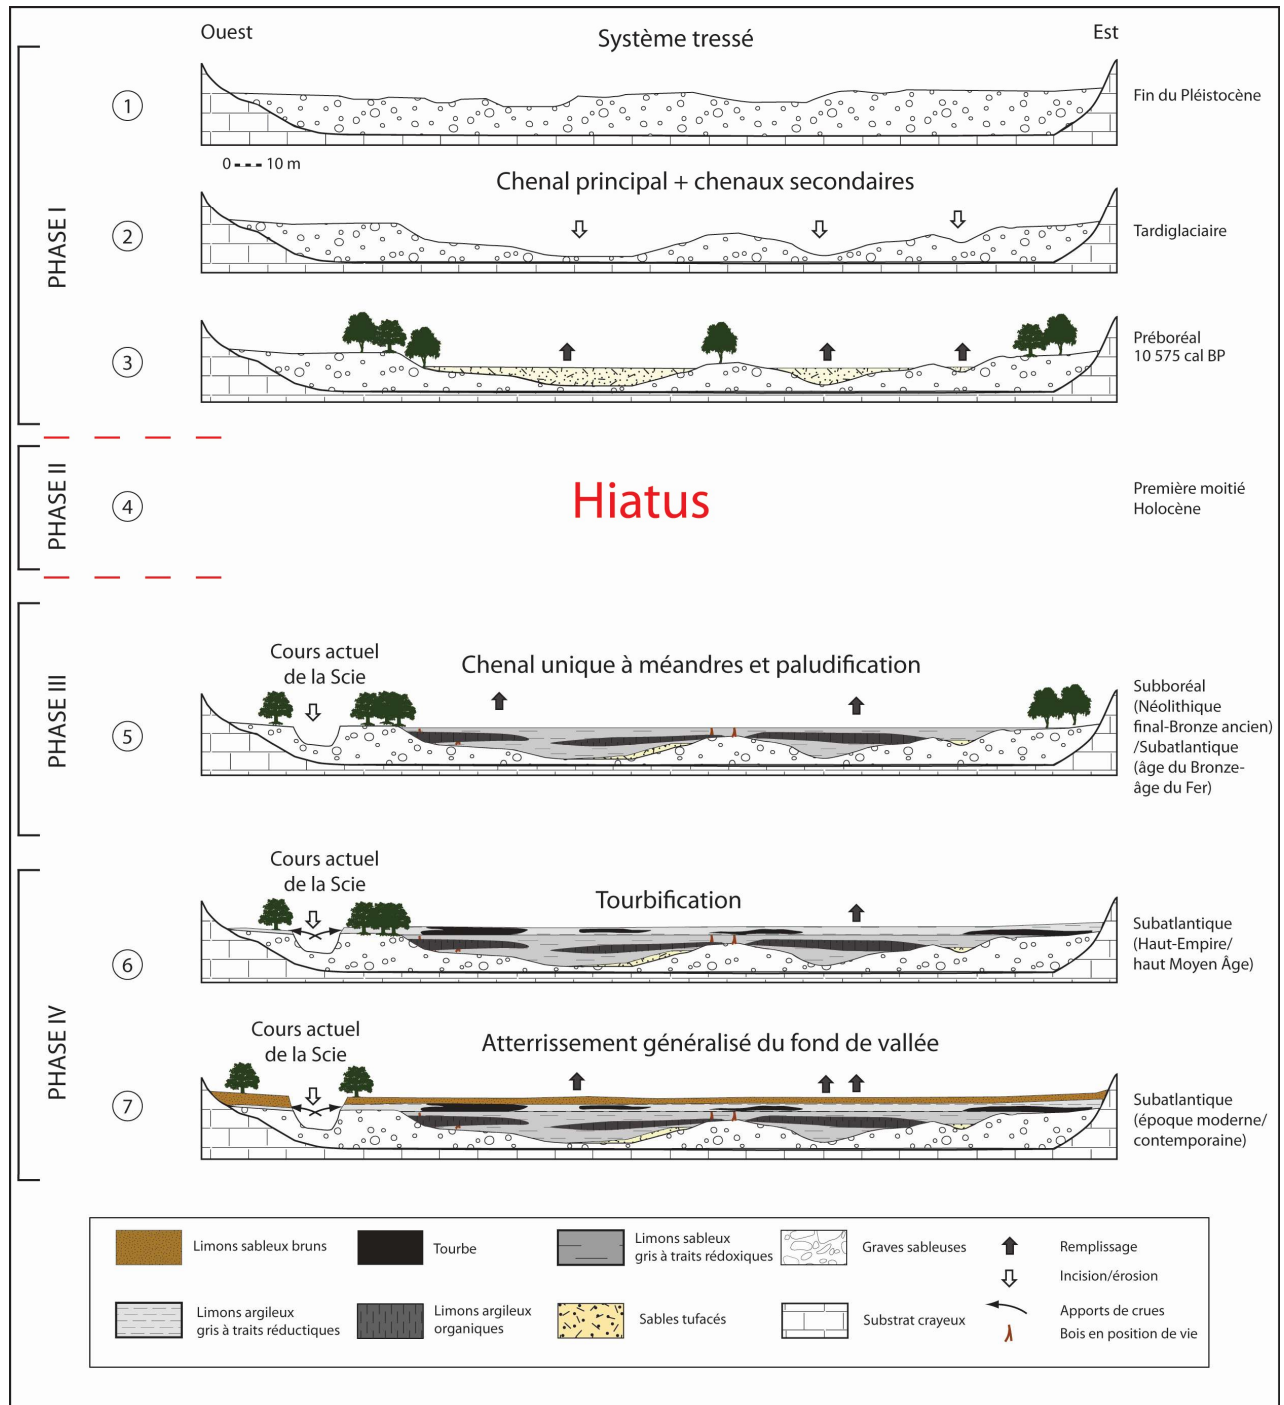 Ouest
Système tressé
Est
1
Fin du Pléistocène
0 10 m
PHASE I
Chenal principal + chenaux secondaires
2
Tardiglaciaire
3
Préboréal
10 575 cal BP
PHASE II
4
Hiatus
Première moitié
Holocène
PHASE III
Cours actuel
de la Scie
Chenal unique à méandres et paludification
5
Subboréal
(Néolithique
final-Bronze ancien)
/Subatlantique
(âge du Bronze-
âge du Fer)
PHASE IV
Cours actuel
de la Scie
Tourbification
6
Subatlantique
(Haut-Empire/
haut Moyen Âge)
Cours actuel
de la Scie
Atterrissement généralisé du fond de vallée
7
Subatlantique
(époque moderne/
contemporaine)
Limons sableux bruns
Tourbe
Limons sableux
gris à traits rédoxiques
Graves sableuses
Remplissage
Incision/érosion
Limons argileux
gris à traits réductiques
Limons argileux
organiques
Sables tufacés
Substrat crayeux
Apports de crues
Bois en position de vie